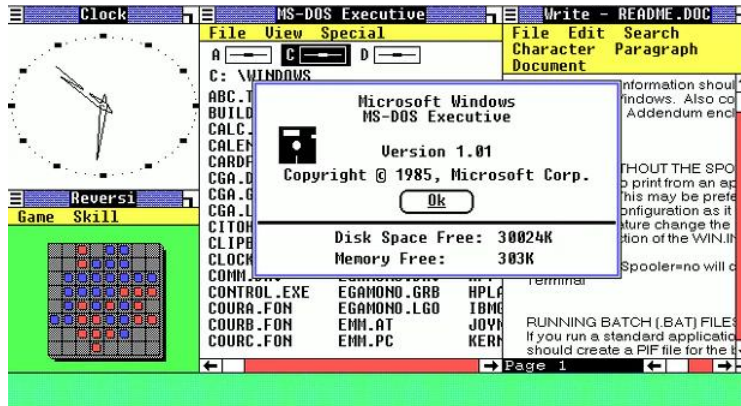 Clock
MS-DOS Executive
Write - README.DOC
File View Special
File Edit Search
Character Paragraph
Document
A
C
D
C: \WINDOWS
ABC.T
BUILD
CALC.
CALEN
CARDF
CGA.D
CGA.G
CGA.L
CITOH
CLIPB
CLOCK
COMM.
CONTROL.EXE EGAMONO.GRB HPLA
COURA.FON EGAMONO.LGO IBMG
COURB.FON EMM.AT JOYN
COURC.FON EMM.PC KERN
Microsoft Windows
MS-DOS Executive
Version 1.01
Copyright © 1985, Microsoft Corp.
Ok
Disk Space Free: 30024K
Memory Free: 303K
Reversi
Game Skill
nformation shoul
indows. Also co
Addendum encl
THOUT THE SPO
print from an ap
his may be prefe
onfiguration as it
ature change the
tion of the WIN.IN
Spooler=no will c
Terminal
RUNNING BATCH (.BAT) FILES
If you run a standard applicatio
should create a PIF file for the b
Page 1